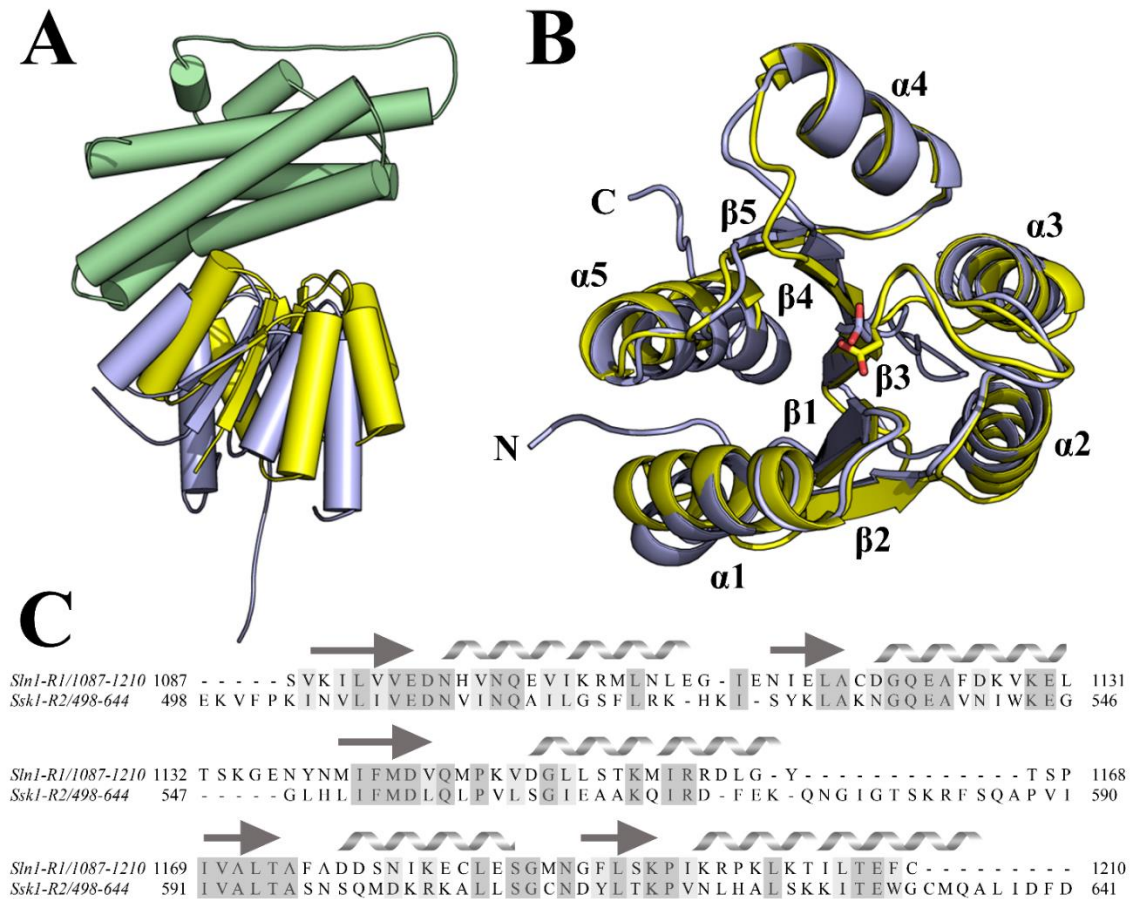 A
B
α4
C
β5
α3
α5
β4
β3
β1
N
α2
β2
α1
C
Sln1-R1/1087-1210 1087 - - - - - S V K I L V V E D N H V N Q E V I K R M L N L E G - I E N I E L A C D G Q E A F D K V K E L 1131
Ssk1-R2/498-644 498 E K V F P K I N V L I V E D N V I N Q A I L G S F L R K - H K I - S Y K L A K N G Q E A V N I W K E G 546
Sln1-R1/1087-1210 1132 T S K G E N Y N M I F M D V Q M P K V D G L L S T K M I R R D L G - Y - - - - - - - - - - - - - T S P 1168
Ssk1-R2/498-644 547 - - - - - G L H L I F M D L Q L P V L S G I E A A K Q I R D - F E K - Q N G I G T S K R F S Q A P V I 590
Sln1-R1/1087-1210 1169 I V A L T A F A D D S N I K E C L E S G M N G F L S K P I K R P K L K T I L T E F C - - - - - - - - - 1210
Ssk1-R2/498-644 591 I V A L T A S N S Q M D K R K A L L S G C N D Y L T K P V N L H A L S K K I T E W G C M Q A L I D F D 641